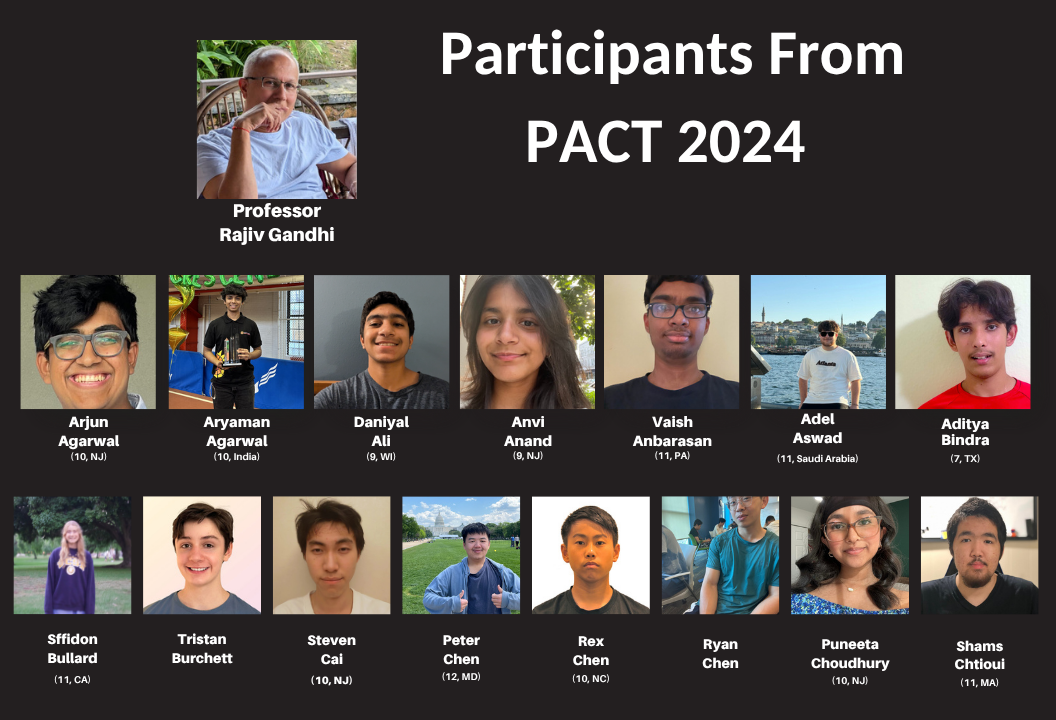 Participants From
PACT 2024
Professor
Rajiv Gandhi
Arjun
Agarwal
(10, NJ)
Aryaman
Agarwal
(10, India)
Daniyal
Ali
(9, WI)
Anvi
Anand
(9, NJ)
Vaish
Anbarasan
(11, PA)
Adel
Aswad
(11, Saudi Arabia)
Aditya
Bindra
(7, TX)
Sffidon
Bullard
(11, CA)
Tristan
Burchett
Steven
Cai
(10, NJ)
Peter
Chen
(12, MD)
Rex
Chen
(10, NC)
Ryan
Chen
Puneeta
Choudhury
(10, NJ)
Shams
Chtioui
(11, MA)